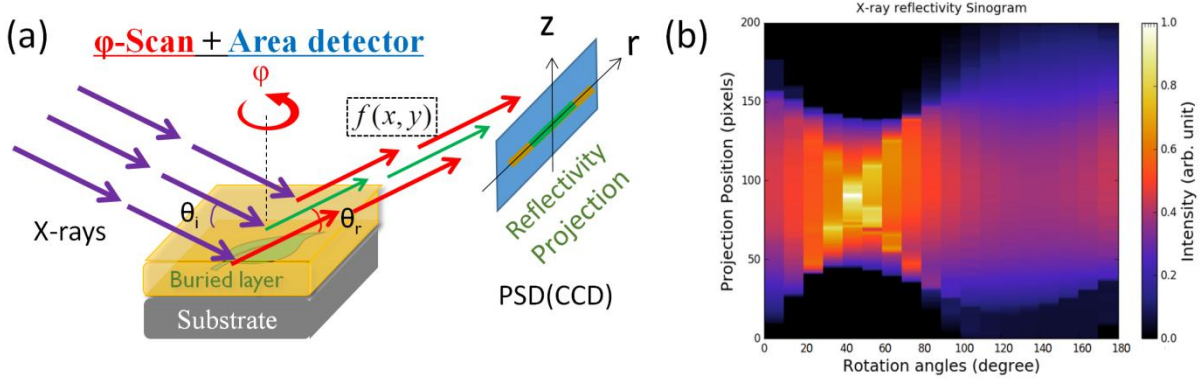 (a)
φ-Scan + Area detector
φ
f(x, y)
z
r
θi
θr
X-rays
Buried layer
Substrate
Reflectivity
Projection
PSD(CCD)
(b)
X-ray reflectivity Sinogram
Projection Position (pixels)
200
150
100
50
0
0 20 40 60 80 100 120 140 160 180
Rotation angles (degree)
1.0
0.8
0.6
0.4
0.2
0.0
Intensity (arb. unit)